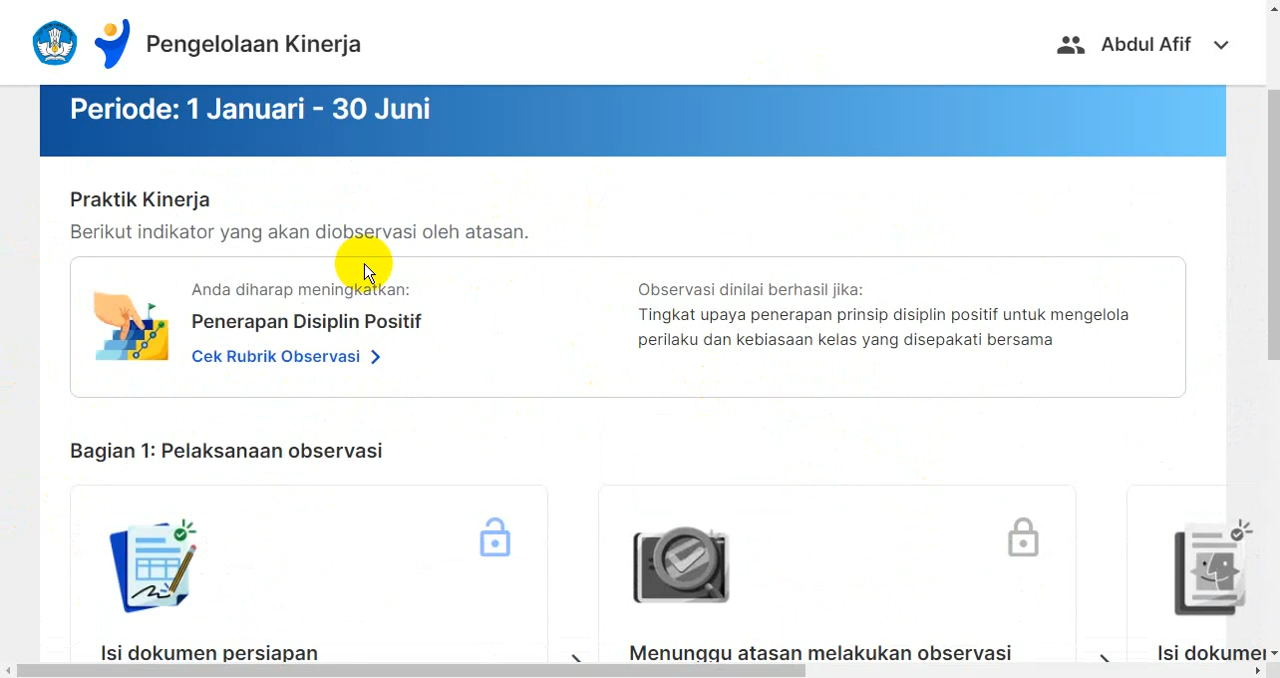 Pengelolaan Kinerja
Abdul Afif
Periode: 1 Januari - 30 Juni
Praktik Kinerja
Berikut indikator yang akan diobservasi oleh atasan.
Anda diharap meningkatkan:
Penerapan Disiplin Positif
Cek Rubrik Observasi
Observasi dinilai berhasil jika:
Tingkat upaya penerapan prinsip disiplin positif untuk mengelola
perilaku dan kebiasaan kelas yang disepakati bersama
Bagian 1: Pelaksanaan observasi
Isi dokumen persiapan
Menunggu atasan melakukan observasi
Isi dokume